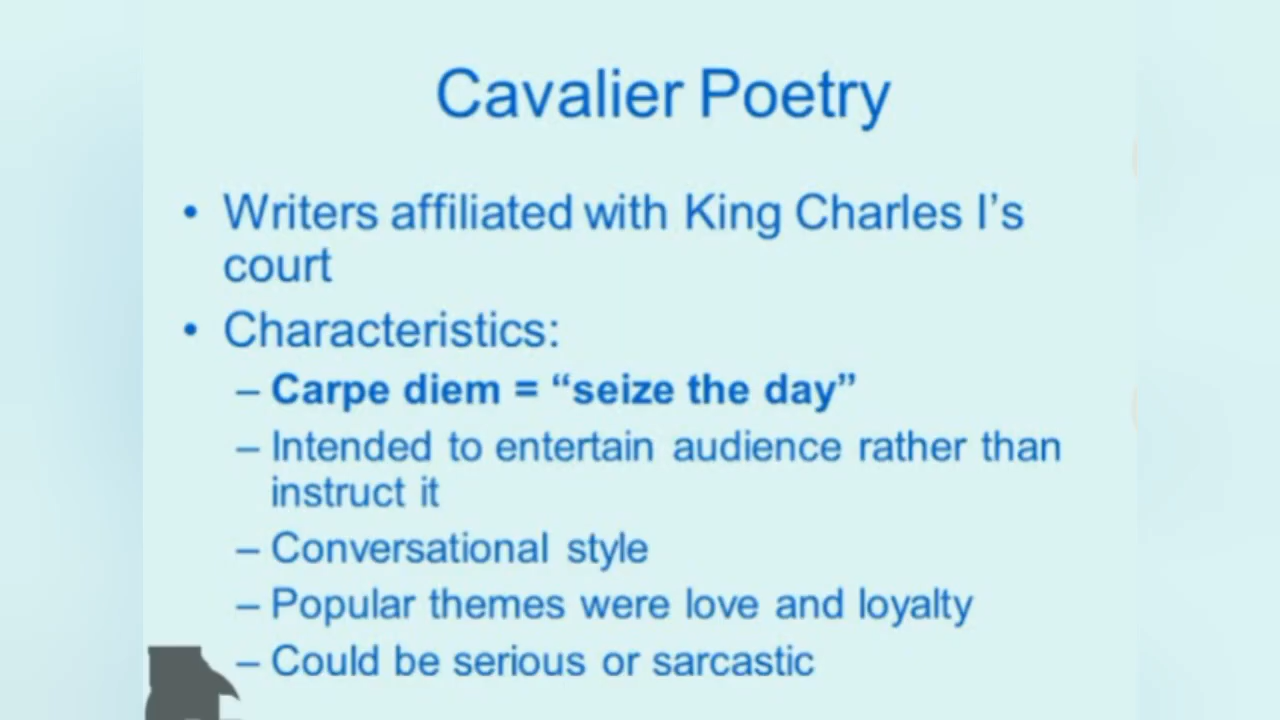 Cavalier Poetry
• Writers affiliated with King Charles I’s
court
• Characteristics:
– Carpe diem = “seize the day”
– Intended to entertain audience rather than
instruct it
– Conversational style
– Popular themes were love and loyalty
– Could be serious or sarcastic